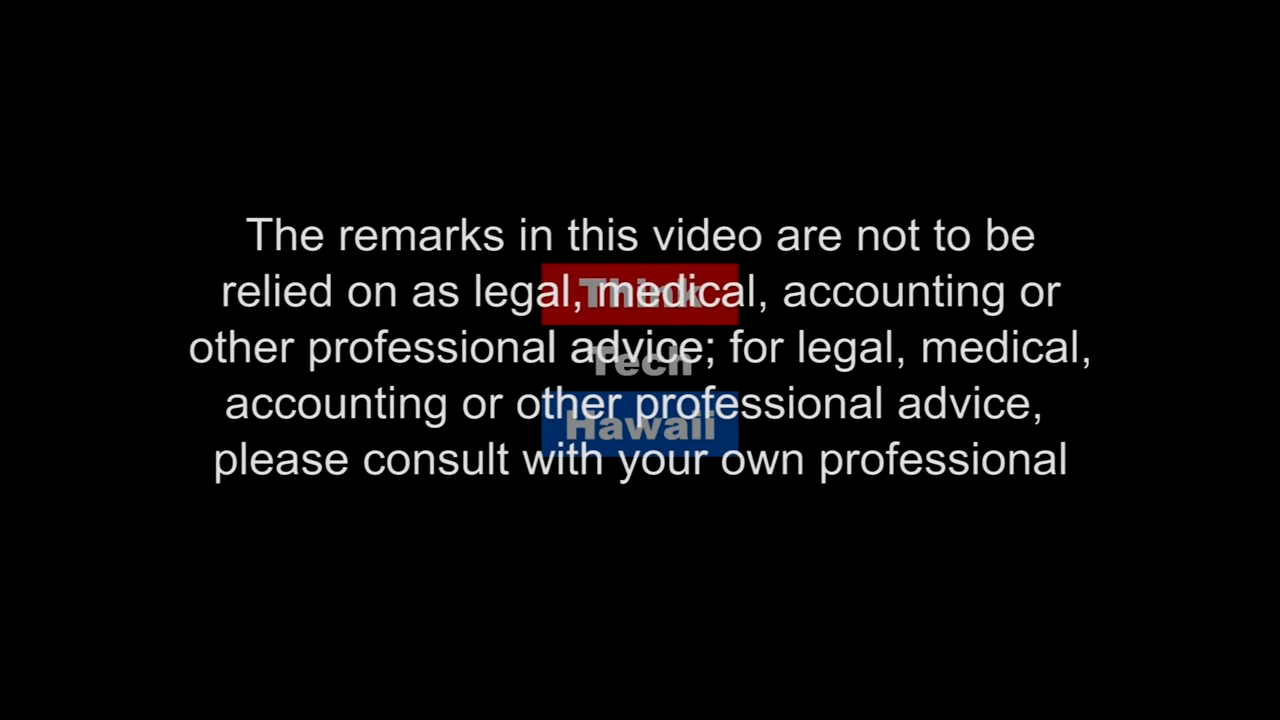 The remarks in this video are not to be
relied on as legal, medical, accounting or
other professional advice; for legal, medical,
accounting or other professional advice,
please consult with your own professional
Think
Tech
Hawaii